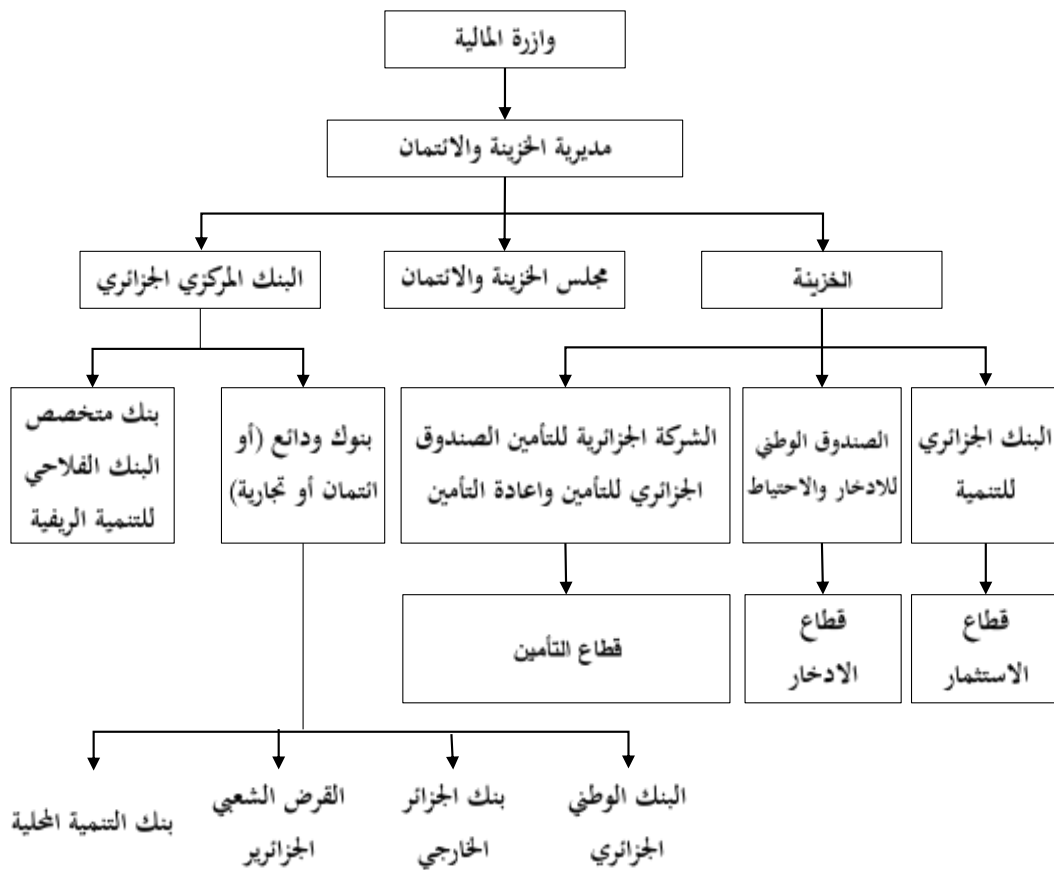 وازرة المالية
مديرية الخزينة والائتمان
الخزينة
مجلس الخزينة والائتمان
البنك المركزي الجزائري
البنك الجزائري
للتنمية
الصندوق الوطني
للادخار والاحتياط
الشركة الجزائرية للتأمين الصندوق
الجزائري للتأمين واعادة التأمين
بنوك ودائع (أو
ائتمان أو تجارية)
بنك متخصص
البنك الفلاحي
للتنمية الريفية
قطاع
الاستثمار
قطاع
الادخار
قطاع التأمين
البنك الوطني
الجزائري
بنك الجزائر
الخارجي
القرض الشعبي
الجزائرير
بنك التنمية المحلية